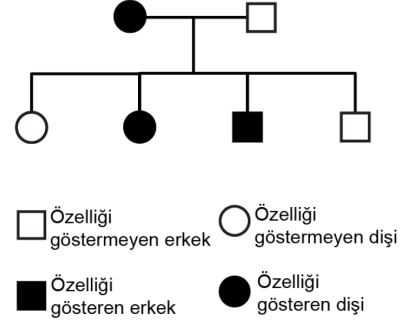 Özelliği
göstermeyen erkek
Özelliği
göstermeyen dişi
Özelliği
gösteren erkek
Özelliği
gösteren dişi